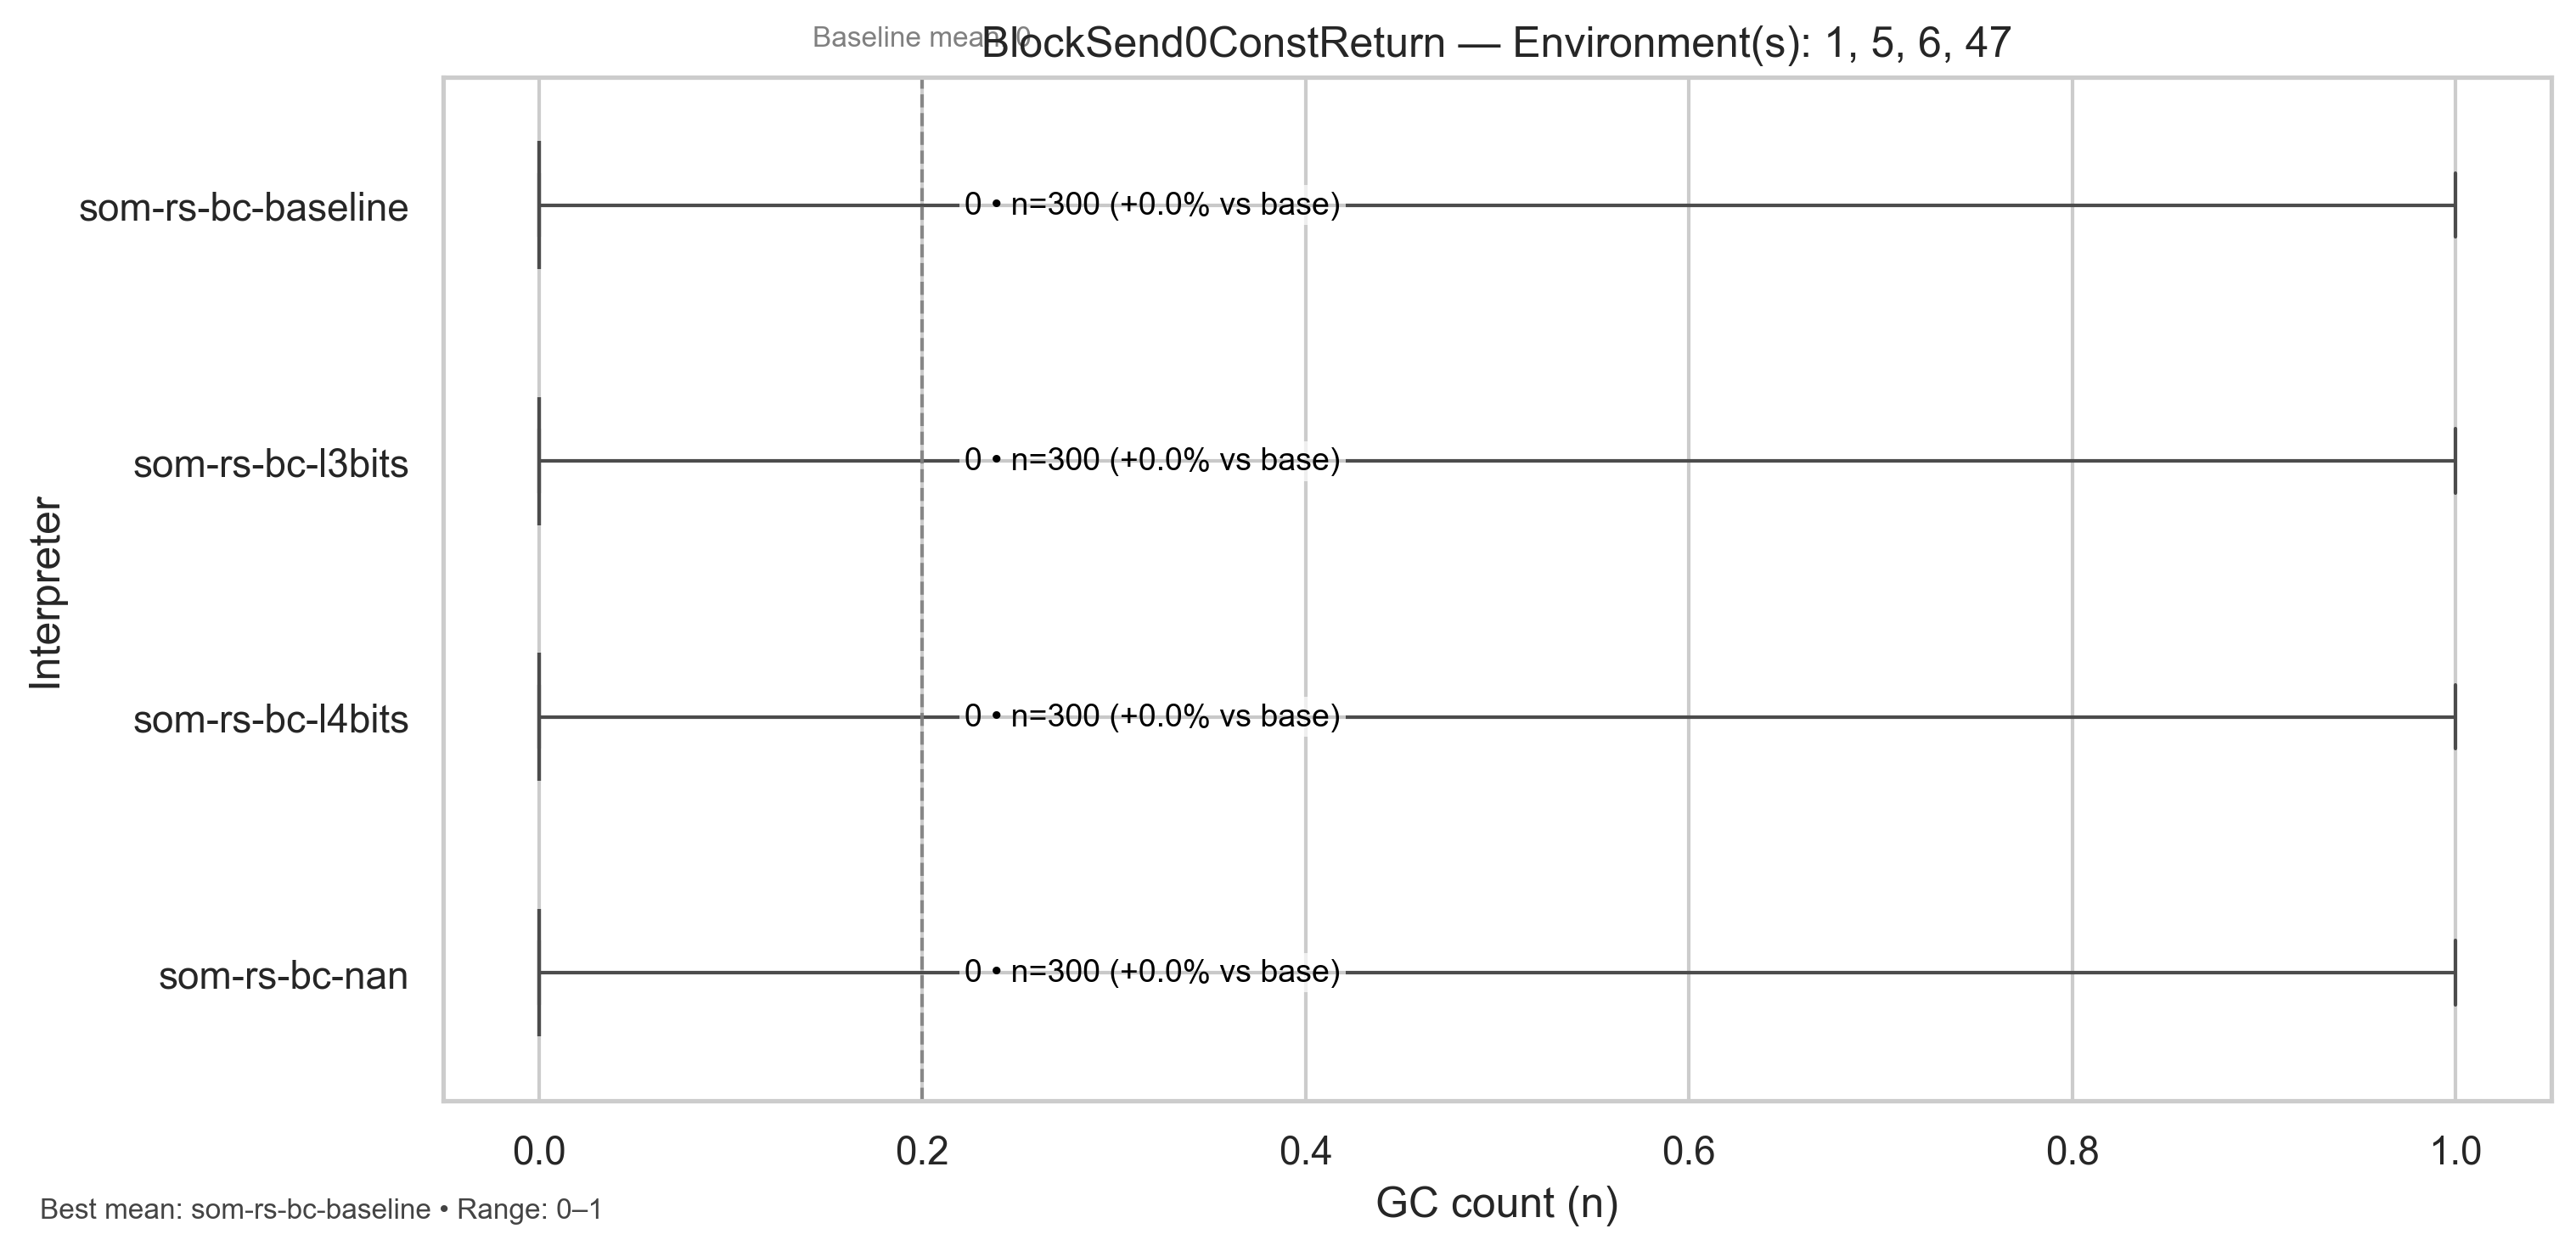 Baseline mean: 0
BlockSend0ConstReturn — Environment(s): 1, 5, 6, 47
Interpreter
som-rs-bc-baseline
0 • n=300 (+0.0% vs base)
som-rs-bc-l3bits
0 • n=300 (+0.0% vs base)
som-rs-bc-l4bits
0 • n=300 (+0.0% vs base)
som-rs-bc-nan
0 • n=300 (+0.0% vs base)
0.0 0.2 0.4 0.6 0.8 1.0
GC count (n)
Best mean: som-rs-bc-baseline • Range: 0–1